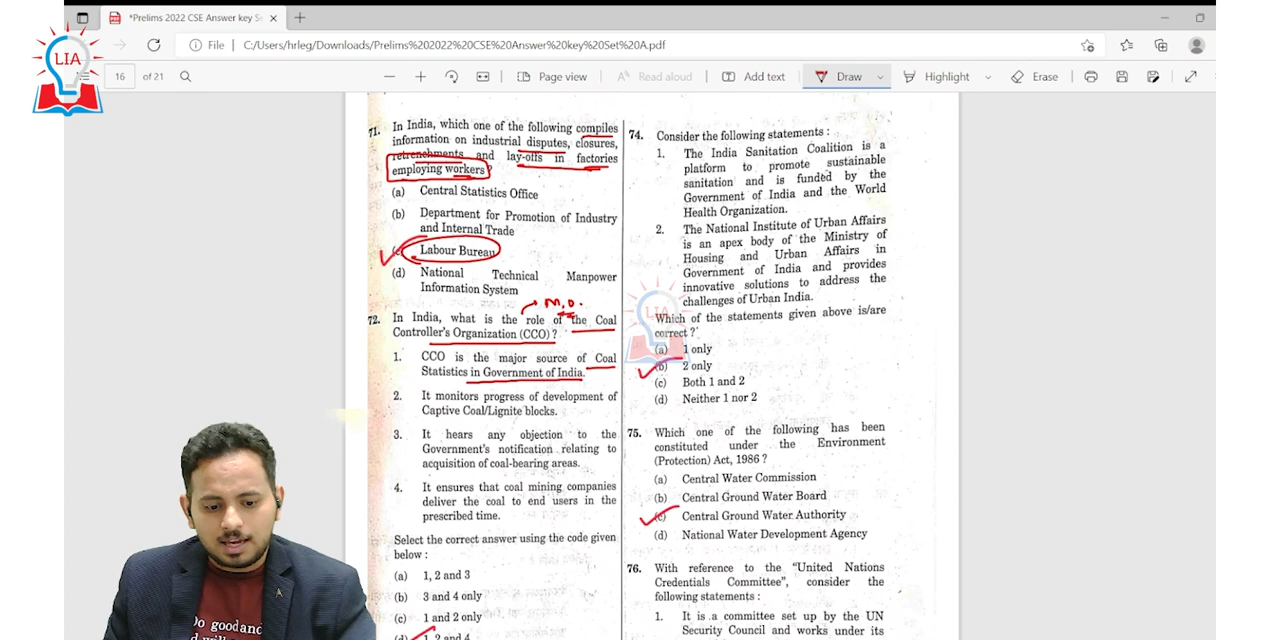 *Prelims 2022 CSE Answer key Se
File
C:/Users/hrleg/Downloads/Prelims%202022%20CSE%20Answer%20key%20Set%20A.pdf
LIA
16 of 21
Page view
Read aloud
Add text
Draw
Highlight
Erase
71. In India, which one of the following compiles
information on industrial disputes, closures,
retrenchments and lay-offs in factories
employing workers?
(a) Central Statistics Office
(b) Department for Promotion of Industry
and Internal Trade
(c) Labour Bureau
(d) National Technical Manpower
Information System
M.O.
72. In India, what is the role of the Coal
Controller's Organization (CCO) ?
1. CCO is the major source of Coal
Statistics in Government of India.
2. It monitors progress of development of
Captive Coal/Lignite blocks.
3. It hears any objection to the
Government's notification relating to
acquisition of coal-bearing areas.
4. It ensures that coal mining companies
deliver the coal to end users in the
prescribed time.
Select the correct answer using the code given
below :
(a) 1, 2 and 3
(b) 3 and 4 only
(c) 1 and 2 only
(d) 1, 2 and 4
74. Consider the following statements :
1. The India Sanitation Coalition is a
platform to promote sustainable
sanitation and is funded by the
Government of India and the World
Health Organization.
2. The National Institute of Urban Affairs
is an apex body of the Ministry of
Housing and Urban Affairs in
Government of India and provides
innovative solutions to address the
challenges of Urban India.
LIA
Which of the statements given above is/are
correct ?
(a) 1 only
(b) 2 only
(c) Both 1 and 2
(d) Neither 1 nor 2
75. Which one of the following has been
constituted under the Environment
(Protection) Act, 1986 ?
(a) Central Water Commission
(b) Central Ground Water Board
(c) Central Ground Water Authority
(d) National Water Development Agency
76. With reference to the "United Nations
Credentials Committee", consider the
following statements :
1. It is a committee set up by the UN
Security Council and works under its
Do good and